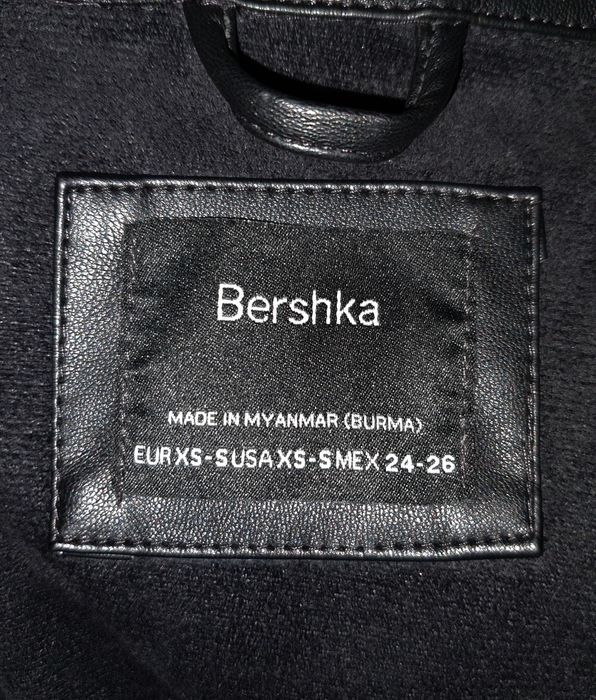 Bershka
MADE IN MYANMAR (BURMA)
EUR XS-S USA XS-S MEX 24-26